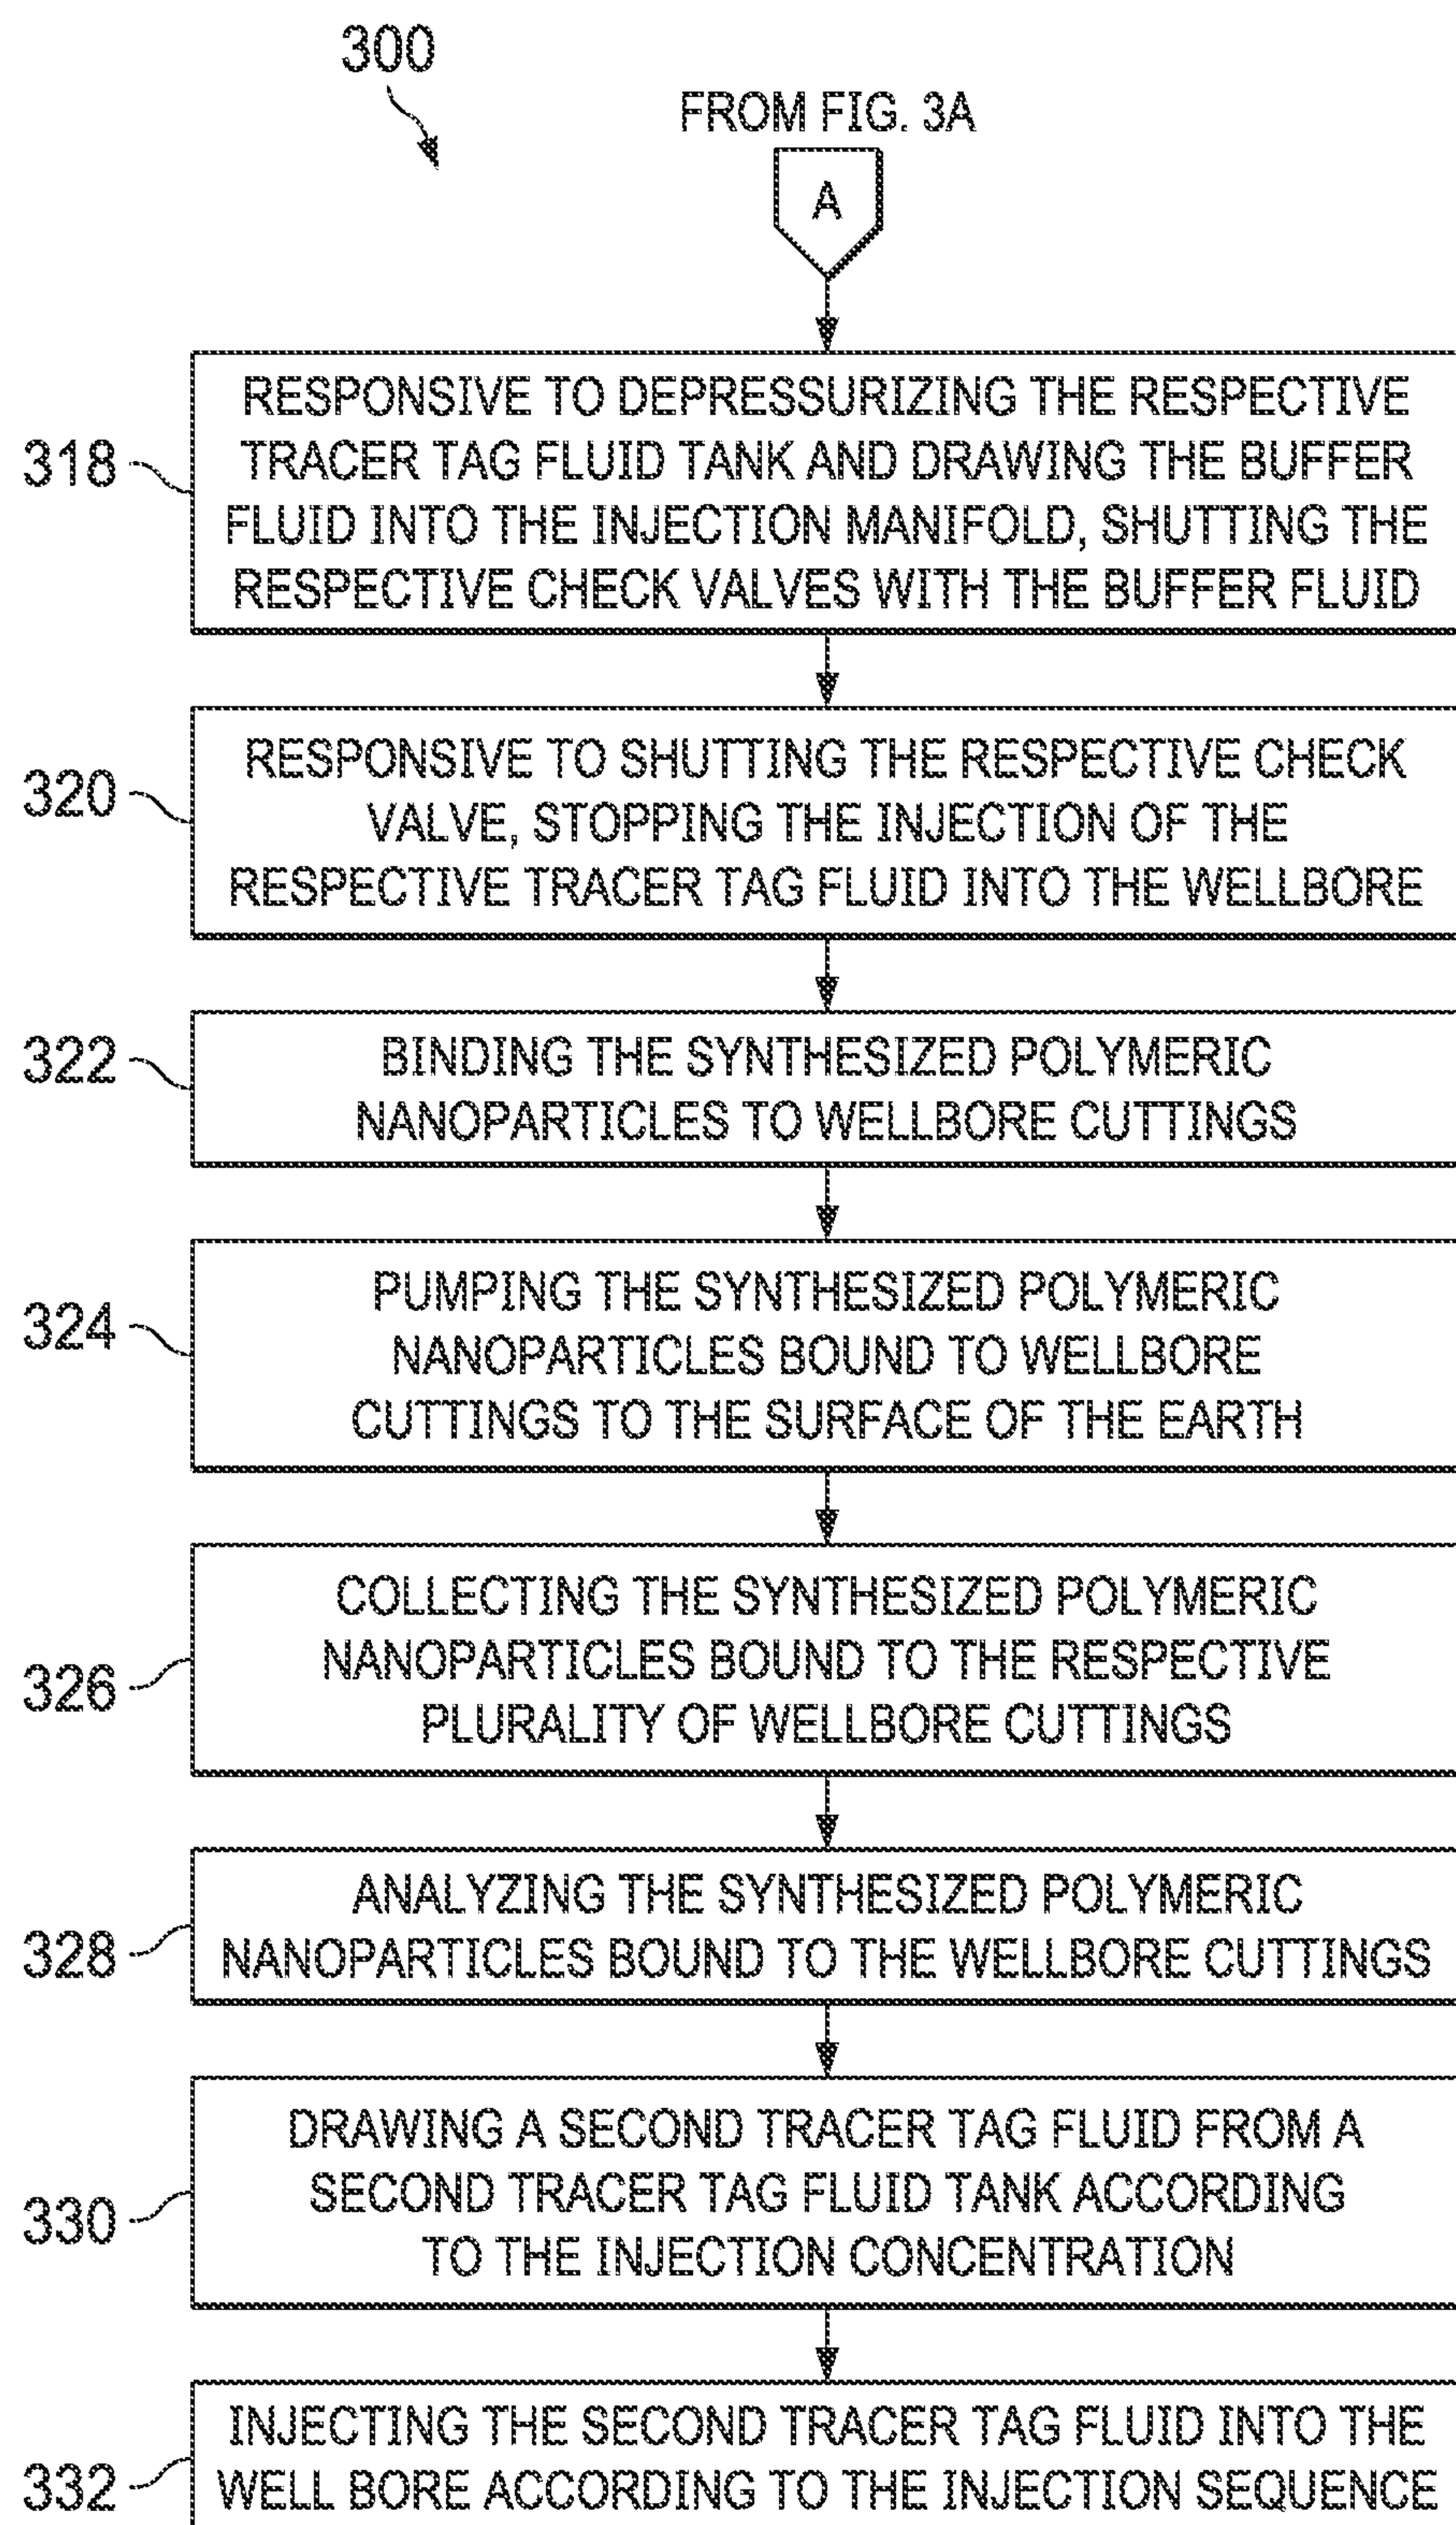 300
FROM FIG. 3A
A
318
RESPONSIVE TO DEPRESSURIZING THE RESPECTIVE
TRACER TAG FLUID TANK AND DRAWING THE BUFFER
FLUID INTO THE INJECTION MANIFOLD, SHUTTING THE
RESPECTIVE CHECK VALVES WITH THE BUFFER FLUID
320
RESPONSIVE TO SHUTTING THE RESPECTIVE CHECK
VALVE, STOPPING THE INJECTION OF THE
RESPECTIVE TRACER TAG FLUID INTO THE WELLBORE
322
BINDING THE SYNTHESIZED POLYMERIC
NANOPARTICLES TO WELLBORE CUTTINGS
324
PUMPING THE SYNTHESIZED POLYMERIC
NANOPARTICLES BOUND TO WELLBORE
CUTTINGS TO THE SURFACE OF THE EARTH
326
COLLECTING THE SYNTHESIZED POLYMERIC
NANOPARTICLES BOUND TO THE RESPECTIVE
PLURALITY OF WELLBORE CUTTINGS
328
ANALYZING THE SYNTHESIZED POLYMERIC
NANOPARTICLES BOUND TO THE WELLBORE CUTTINGS
330
DRAWING A SECOND TRACER TAG FLUID FROM A
SECOND TRACER TAG FLUID TANK ACCORDING
TO THE INJECTION CONCENTRATION
332
INJECTING THE SECOND TRACER TAG FLUID INTO THE
WELL BORE ACCORDING TO THE INJECTION SEQUENCE